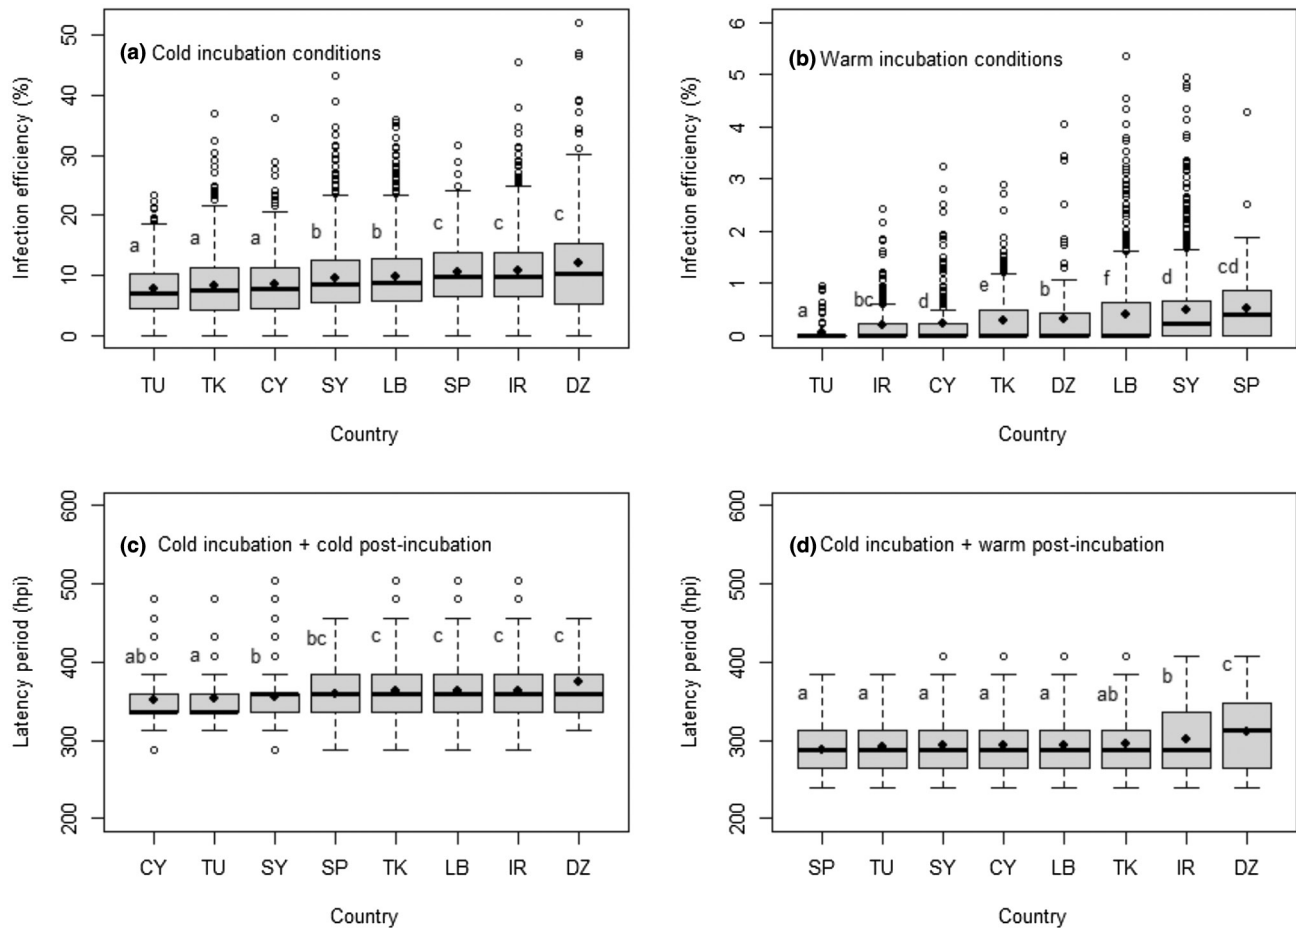 (a) Cold incubation conditions
Infection efficiency (%)
50
40
30
20
10
0
a a a b b c c c
TU TK CY SY LB SP IR DZ
Country
(b) Warm incubation conditions
Infection efficiency (%)
6
5
4
3
2
1
0
a bc d e b f d cd
TU IR CY TK DZ LB SY SP
Country
(c) Cold incubation + cold post-incubation
Latency period (hpi)
600
500
400
300
200
ab a b bc c c c c
CY TU SY SP TK LB IR DZ
Country
(d) Cold incubation + warm post-incubation
Latency period (hpi)
600
500
400
300
200
a a a a a ab b c
SP TU SY CY LB TK IR DZ
Country